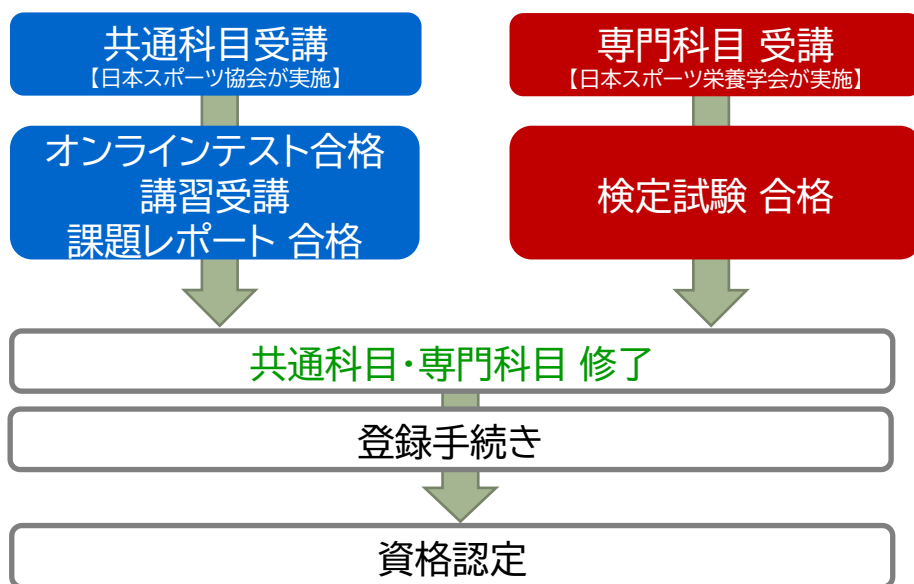 共通科目受講
【日本スポーツ協会が実施】
専門科目 受講
【日本スポーツ栄養学会が実施】
オンラインテスト合格
講習受講
課題レポート 合格
検定試験 合格
共通科目・専門科目 修了
登録手続き
資格認定